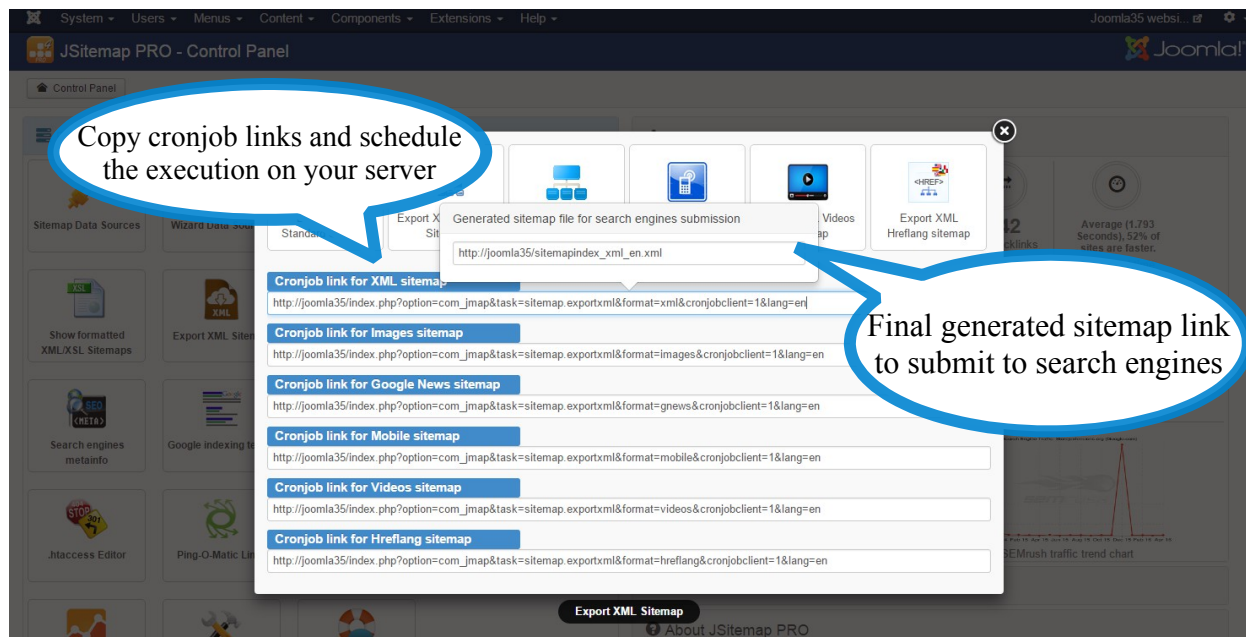 System Users Menus Content Components Extensions Help Joomla35 websi...
JSitemap PRO - Control Panel Joomla!
Control Panel
Copy cronjob links and schedule
the execution on your server
Sitemap Data Sources
Wizard Data
Standa
Export X
Sit
Generated sitemap file for search engines submission
http://joomla35/sitemapindex_xml_en.xml
Videos
ap
<HREF>
Export XML
Hreflang sitemap
42
cklinks
Average (1.793
Seconds), 52% of
sites are faster.
Cronjob link for XML sitemap
http://joomla35/index.php?option=com_jmap&task=sitemap.exportxml&format=xml&cronjobclient=1&lang=en
Final generated sitemap link
to submit to search engines
Cronjob link for Images sitemap
http://joomla35/index.php?option=com_jmap&task=sitemap.exportxml&format=images&cronjobclient=1&lang=en
Cronjob link for Google News sitemap
http://joomla35/index.php?option=com_jmap&task=sitemap.exportxml&format=gnews&cronjobclient=1&lang=en
Cronjob link for Mobile sitemap
http://joomla35/index.php?option=com_jmap&task=sitemap.exportxml&format=mobile&cronjobclient=1&lang=en
Cronjob link for Videos sitemap
http://joomla35/index.php?option=com_jmap&task=sitemap.exportxml&format=videos&cronjobclient=1&lang=en
Cronjob link for Hreflang sitemap
http://joomla35/index.php?option=com_jmap&task=sitemap.exportxml&format=hreflang&cronjobclient=1&lang=en
XSL
Show formatted
XML/XSL Sitemaps
XML
Export XML Sitem
SEO
<META>
Search engines
metainfo
Google indexing te
STOP
301
.htaccess Editor
Ping-O-Matic Lin
SEMrush traffic trend chart
Export XML Sitemap
About JSitemap PRO